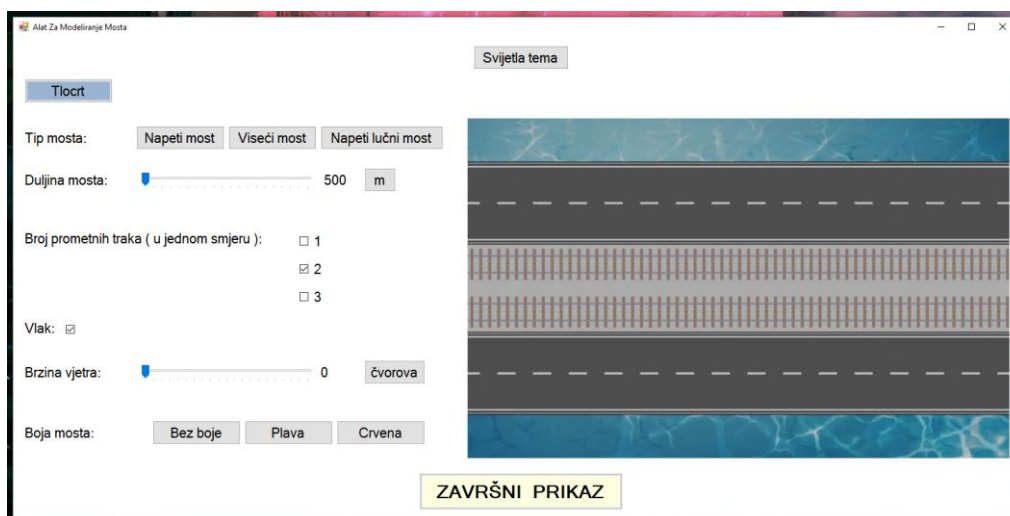 Alat Za Modeliranje Mosta
Svijetla tema
Tlocrt
Tip mosta: Napeti most Viseći most Napeti lučni most
Duljina mosta: 500 m
Broj prometnih traka ( u jednom smjeru ): 1
2
3
Vlak:
Brzina vjetra: 0 čvorova
Boja mosta: Bez boje Plava Crvena
ZAVRŠNI PRIKAZ